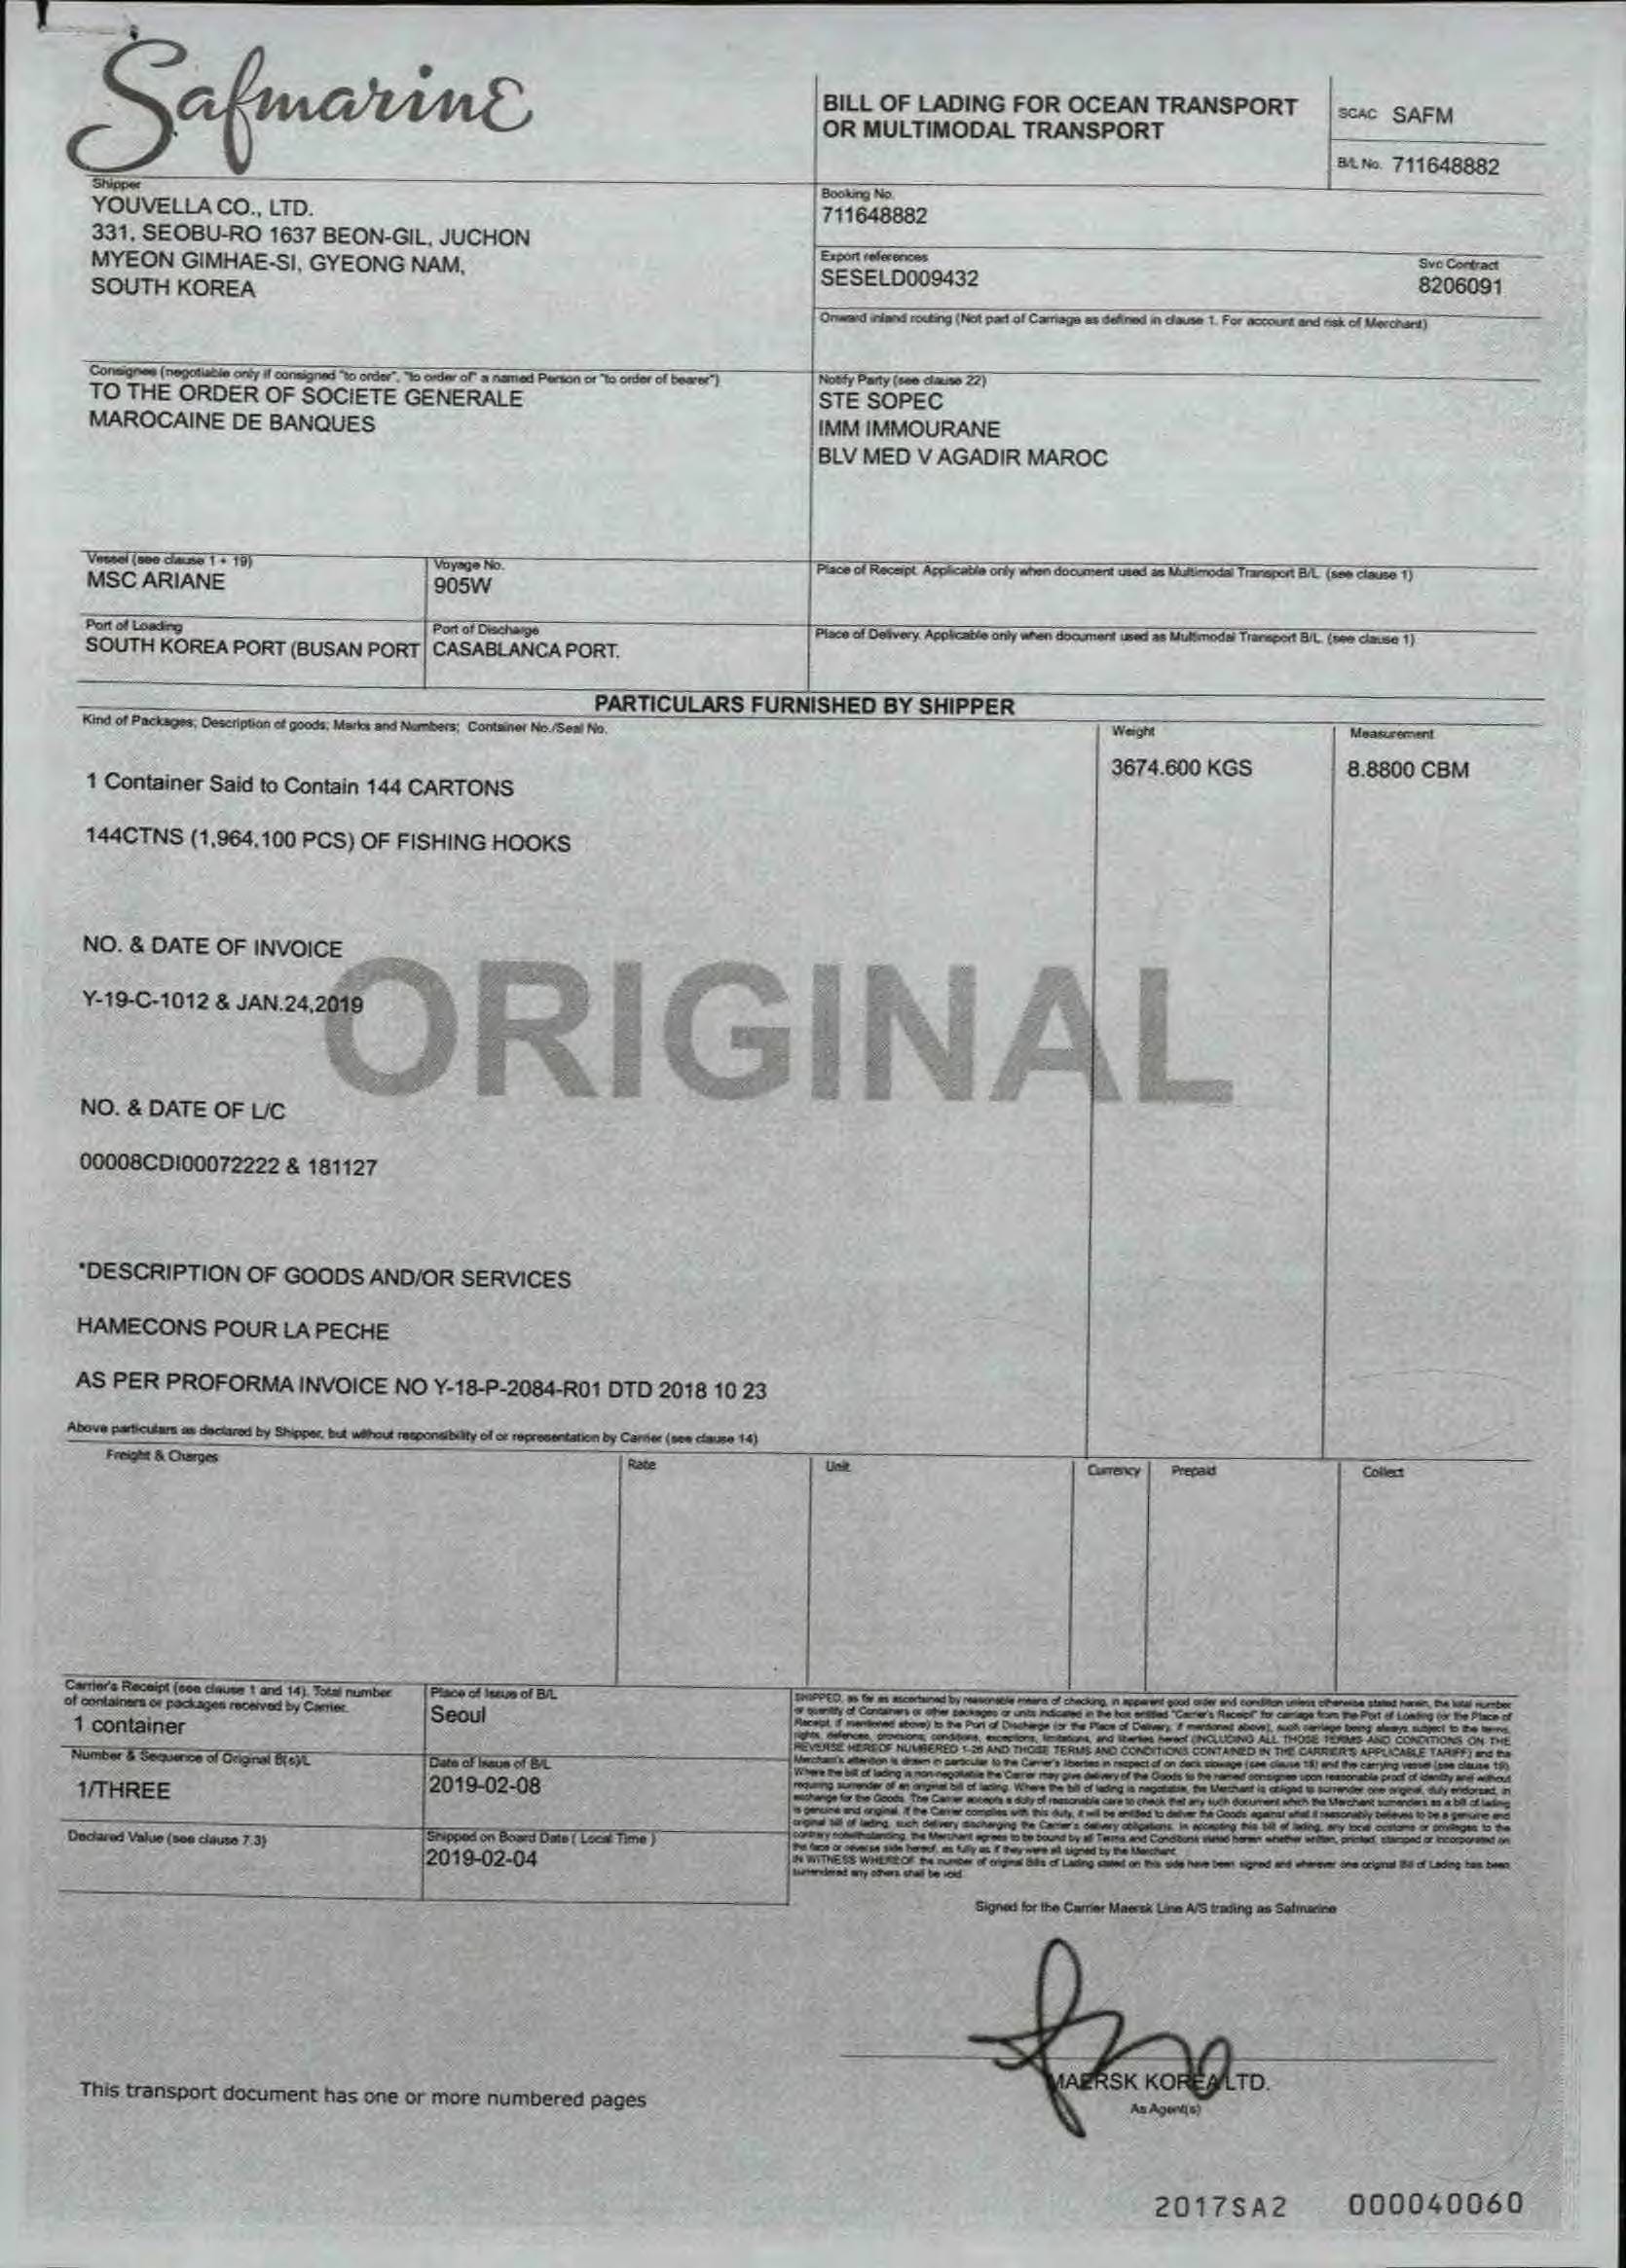 Safmarine
BILL OF LADING FOR OCEAN TRANSPORT
OR MULTIMODAL TRANSPORT
SCAC SAFM
B/L No. 711648882
Shipper
YOUVELLA CO., LTD.
331, SEOBU-RO 1637 BEON-GIL, JUCHON
MYEON GIMHAE-SI, GYEONG NAM,
SOUTH KOREA
Booking No.
711648882
Export references
SESELD009432
Svc Contract
8206091
Onward inland routing (Not part of Carriage as defined in clause 1. For account and risk of Merchant)
Consignee (negotiable only if consigned "to order", "to order of" a named Person or "to order of bearer")
TO THE ORDER OF SOCIETE GENERALE
MAROCAINE DE BANQUES
Notify Party (see clause 22)
STE SOPEC
IMM IMMOURANE
BLV MED V AGADIR MAROC
Vessel (see clause 1 + 19)
MSC ARIANE
Voyage No.
905W
Place of Receipt. Applicable only when document used as Multimodal Transport B/L. (see clause 1)
Port of Loading
SOUTH KOREA PORT (BUSAN PORT
Port of Discharge
CASABLANCA PORT.
Place of Delivery. Applicable only when document used as Multimodal Transport B/L. (see clause 1)
PARTICULARS FURNISHED BY SHIPPER
Kind of Packages; Description of goods; Marks and Numbers; Container No./Seal No.
Weight
Measurement
3674.600 KGS
8.8800 CBM
1 Container Said to Contain 144 CARTONS
144CTNS (1,964,100 PCS) OF FISHING HOOKS
NO. & DATE OF INVOICE
Y-19-C-1012 & JAN.24,2019
ORIGINAL
NO. & DATE OF L/C
00008CDI00072222 & 181127
*DESCRIPTION OF GOODS AND/OR SERVICES
HAMECONS POUR LA PECHE
AS PER PROFORMA INVOICE NO Y-18-P-2084-R01 DTD 2018 10 23
Above particulars as declared by Shipper, but without responsibility of or representation by Carrier (see clause 14)
Freight & Charges
Rate
Unit
Currency
Prepaid
Collect
Carrier's Receipt (see clause 1 and 14). Total number
of containers or packages received by Carrier.
1 container
Place of Issue of B/L
Seoul
Number & Sequence of Original B(s)/L
1/THREE
Date of Issue of B/L
2019-02-08
Declared Value (see clause 7.3)
Shipped on Board Date ( Local Time )
2019-02-04
SHIPPED, as far as ascertained by reasonable means of checking, in apparent good order and condition unless otherwise stated herein, the total number
or quantity of Containers or other packages or units indicated in the box entitled "Carrier's Receipt" for carriage from the Port of Loading (or the Place of
Receipt, if mentioned above) to the Port of Discharge (or the Place of Delivery, if mentioned above), such carriage being always subject to the terms,
rights, defences, provisions, conditions, exceptions, limitations, and liberties hereof (INCLUDING ALL THOSE TERMS AND CONDITIONS ON THE
REVERSE HEREOF NUMBERED 1-26 AND THOSE TERMS AND CONDITIONS CONTAINED IN THE CARRIER'S APPLICABLE TARIFF) and the
Merchant's attention is drawn in particular to the Carrier's liberties in respect of on deck stowage (see clause 18) and the carrying vessel (see clause 19).
Where the bill of lading is non-negotiable the Carrier may give delivery of the Goods to the named consignee upon reasonable proof of identity and without
requiring surrender of an original bill of lading. Where the bill of lading is negotiable, the Merchant is obliged to surrender one original, duly endorsed, in
exchange for the Goods. The Carrier accepts a duty of reasonable care to check that any such document which the Merchant surrenders as a bill of lading
is genuine and original. If the Carrier complies with this duty, it will be entitled to deliver the Goods against what it reasonably believes to be a genuine and
original bill of lading, such delivery discharging the Carrier's delivery obligations. In accepting this bill of lading, any local customs or privileges to the
contrary notwithstanding, the Merchant agrees to be bound by all Terms and Conditions stated herein whether written, printed, stamped or incorporated on
the face or reverse side hereof, as fully as if they were all signed by the Merchant.
IN WITNESS WHEREOF the number of original Bills of Lading stated on this side have been signed and wherever one original Bill of Lading has been
surrendered any others shall be void.
Signed for the Carrier Maersk Line A/S trading as Safmarine
MAERSK KOREA LTD.
As Agent(s)
This transport document has one or more numbered pages
2017SA2 000040060